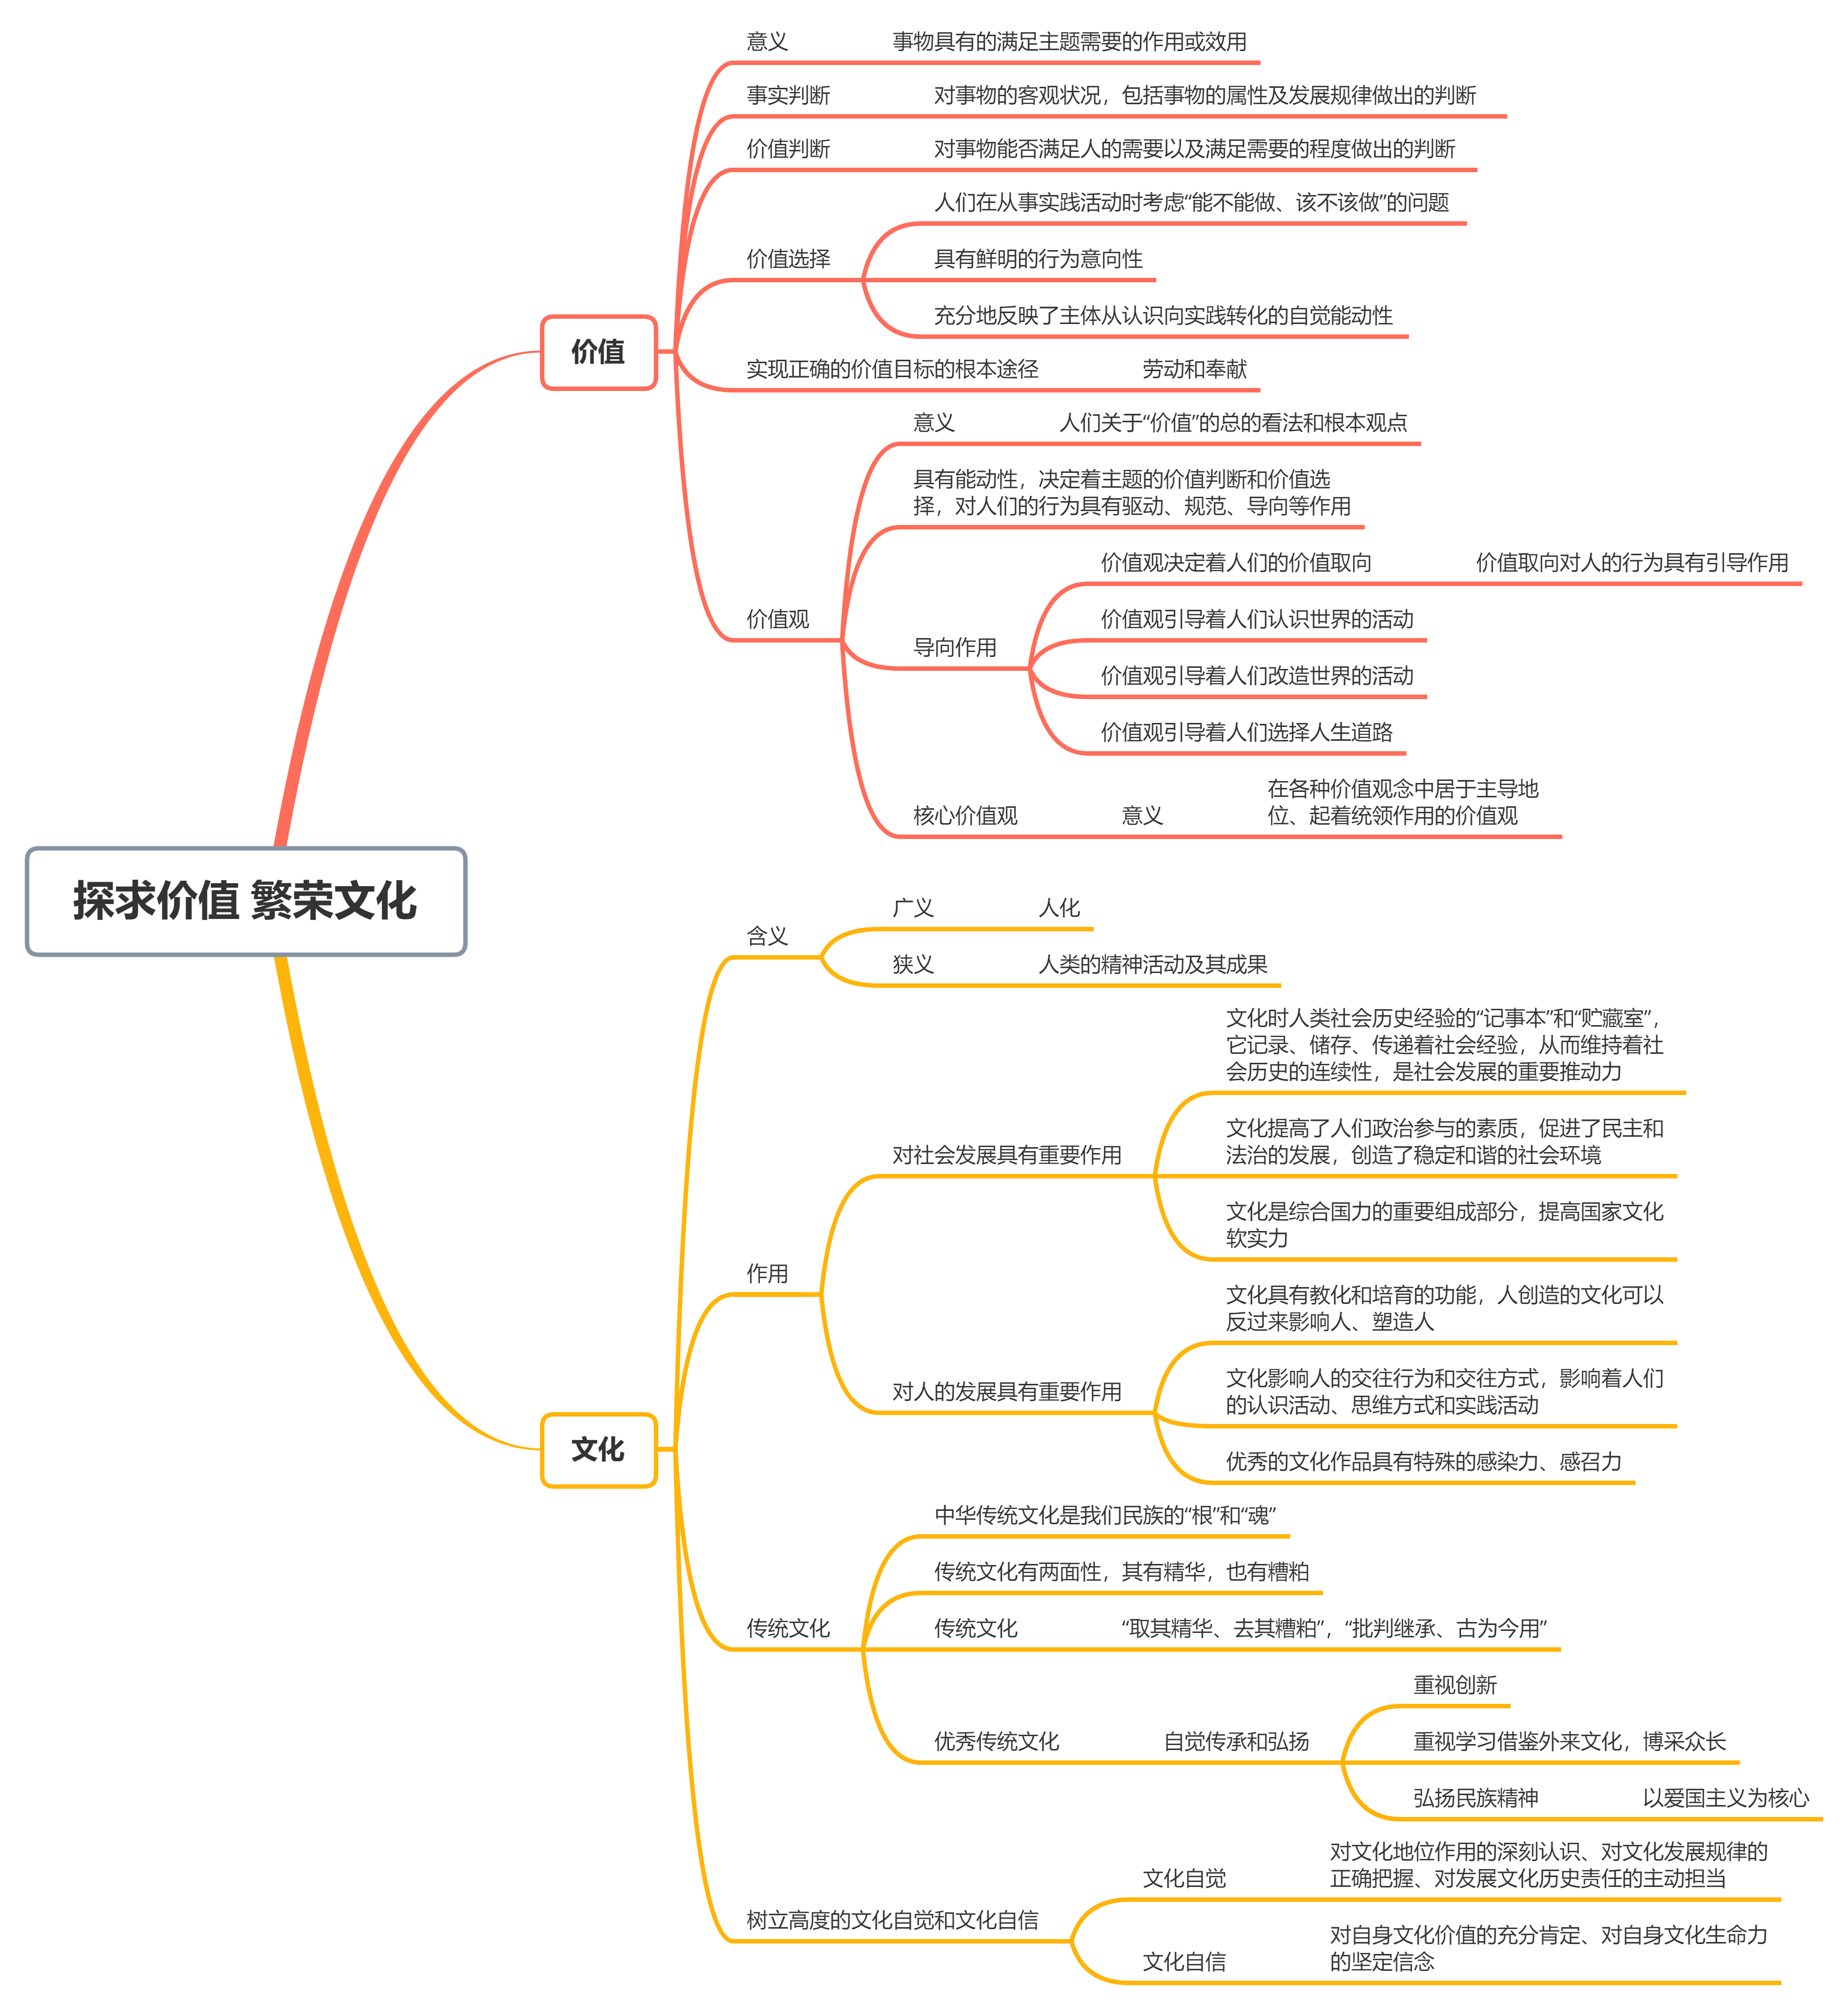 探求价值 繁荣文化
价值
意义
事物具有的满足主题需要的作用或效用
事实判断
对事物的客观状况，包括事物的属性及发展规律做出的判断
价值判断
对事物能否满足人的需要以及满足需要的程度做出的判断
价值选择
人们在从事实践活动时考虑“能不能做、该不该做”的问题
具有鲜明的行为意向性
充分地反映了主体从认识向实践转化的自觉能动性
实现正确的价值目标的根本途径
劳动和奉献
价值观
意义
人们关于“价值”的总的看法和根本观点
具有能动性，决定着主题的价值判断和价值选
择，对人们的行为具有驱动、规范、导向等作用
导向作用
价值观决定着人们的价值取向
价值取向对人的行为具有引导作用
价值观引导着人们认识世界的活动
价值观引导着人们改造世界的活动
价值观引导着人们选择人生道路
核心价值观
意义
在各种价值观念中居于主导地
位、起着统领作用的价值观
文化
含义
广义
人化
狭义
人类的精神活动及其成果
作用
对社会发展具有重要作用
文化时人类社会历史经验的“记事本”和“贮藏室”，
它记录、储存、传递着社会经验，从而维持着社
会历史的连续性，是社会发展的重要推动力
文化提高了人们政治参与的素质，促进了民主和
法治的发展，创造了稳定和谐的社会环境
文化是综合国力的重要组成部分，提高国家文化
软实力
对人的发展具有重要作用
文化具有教化和培育的功能，人创造的文化可以
反过来影响人、塑造人
文化影响人的交往行为和交往方式，影响着人们
的认识活动、思维方式和实践活动
优秀的文化作品具有特殊的感染力、感召力
传统文化
中华传统文化是我们民族的“根”和“魂”
传统文化有两面性，其有精华，也有糟粕
传统文化
“取其精华、去其糟粕”，“批判继承、古为今用”
优秀传统文化
自觉传承和弘扬
重视创新
重视学习借鉴外来文化，博采众长
弘扬民族精神
以爱国主义为核心
树立高度的文化自觉和文化自信
文化自觉
对文化地位作用的深刻认识、对文化发展规律的
正确把握、对发展文化历史责任的主动担当
文化自信
对自身文化价值的充分肯定、对自身文化生命力
的坚定信念